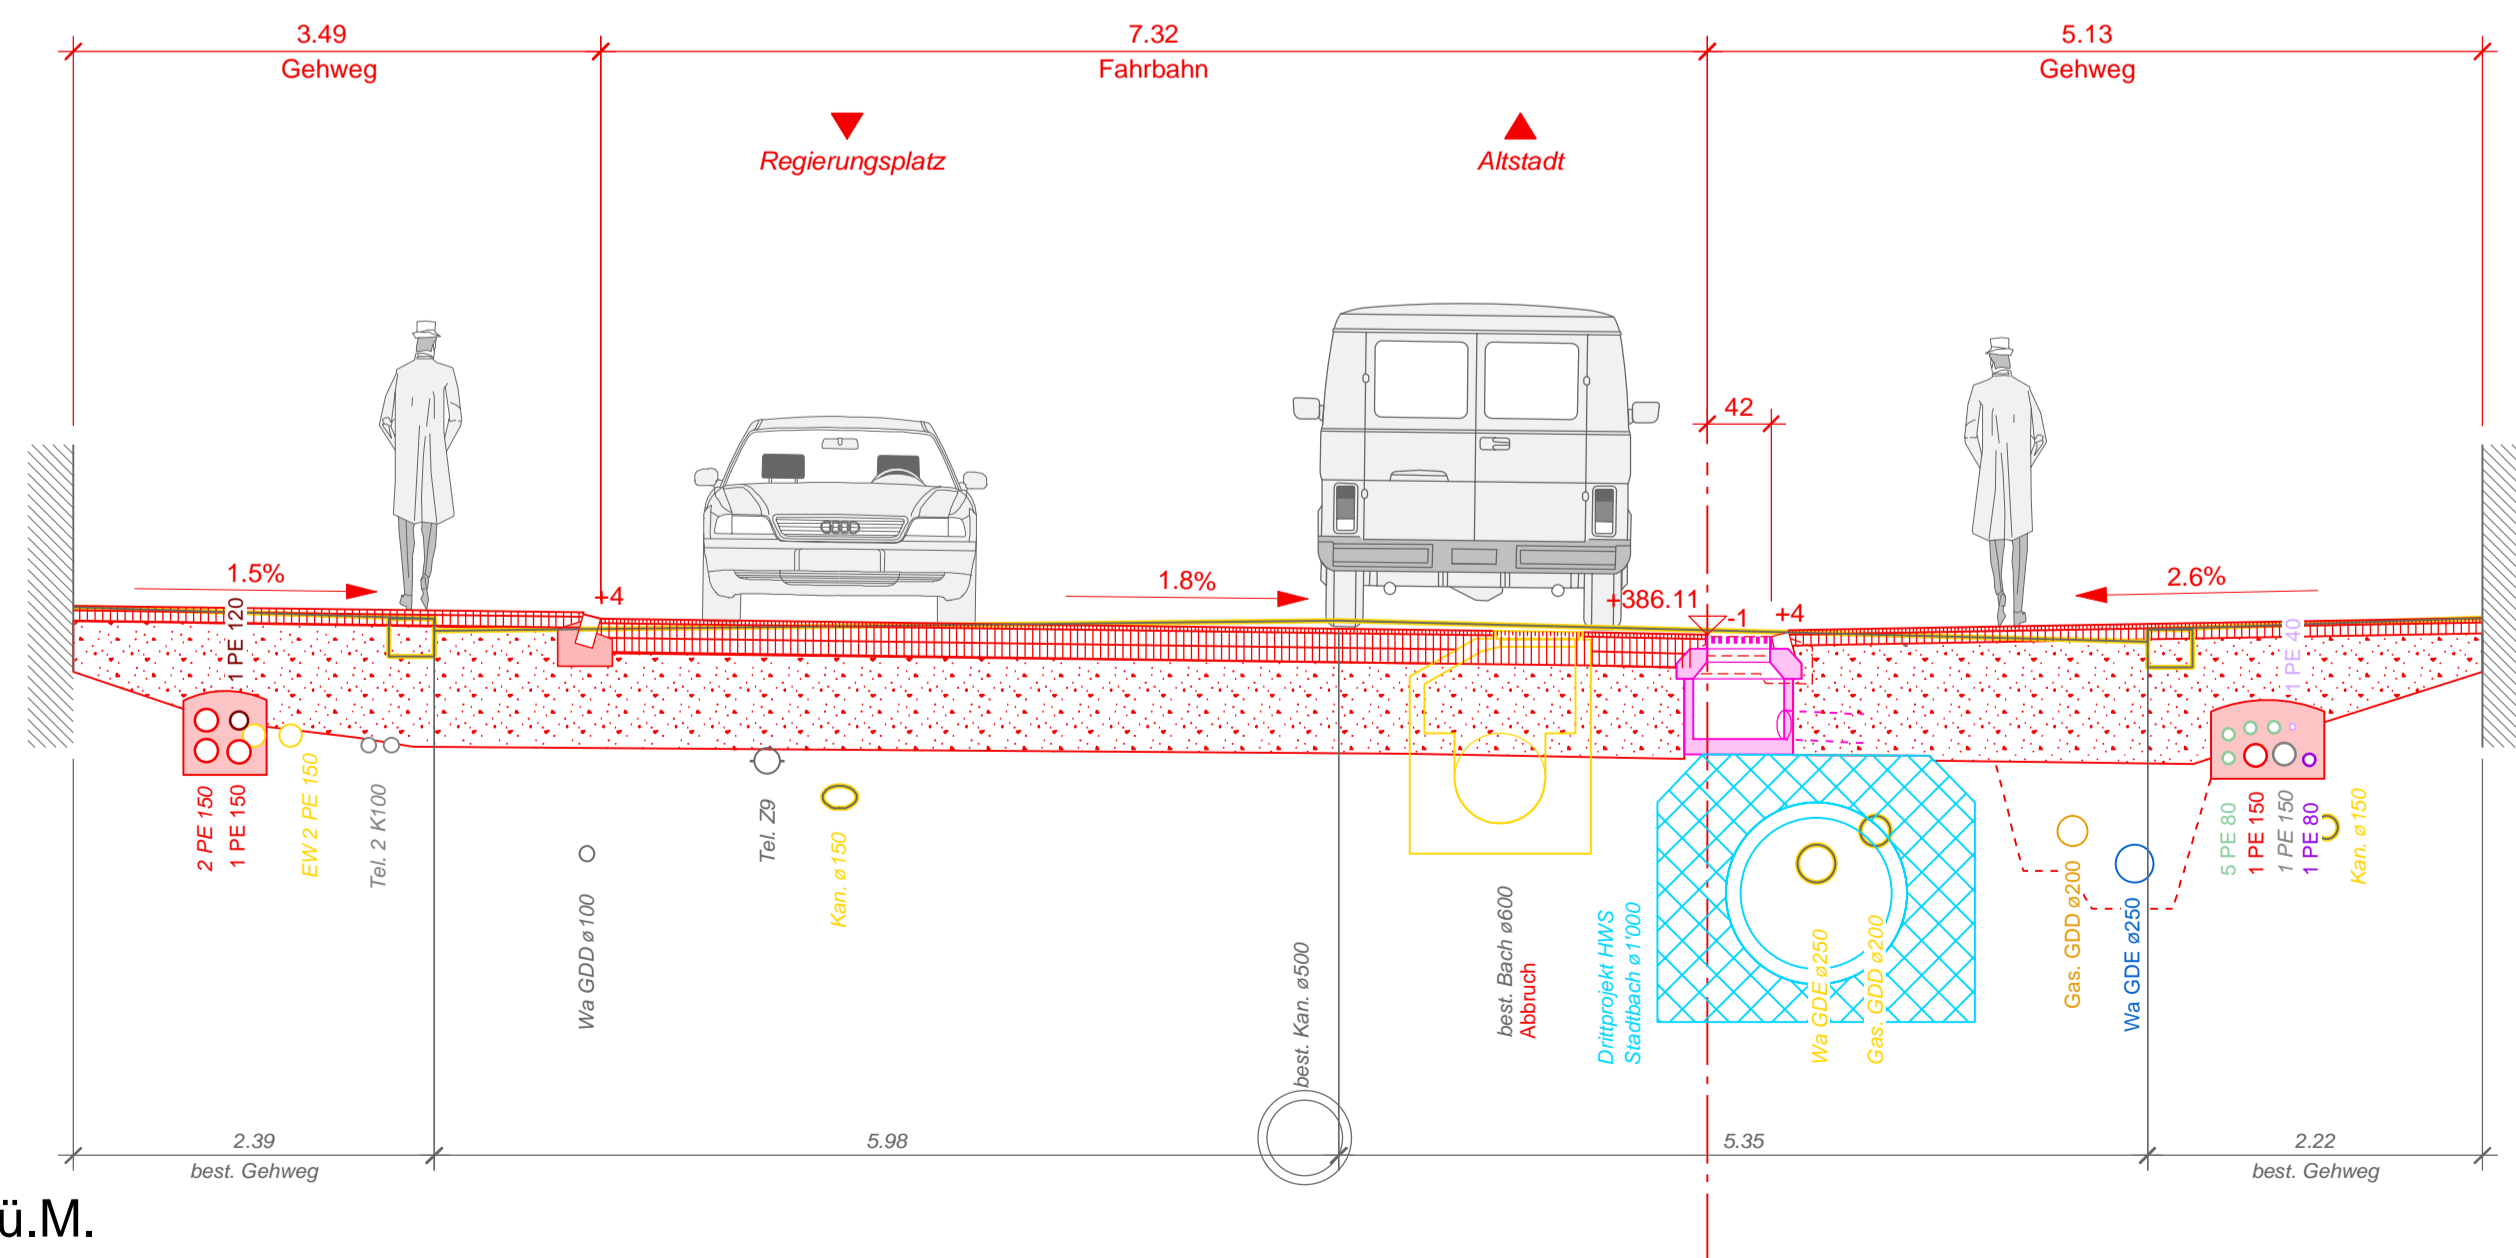 3.49
7.32
5.13
Gehweg
Fahrbahn
Gehweg
Regierungsplatz
Altstadt
42
1.5%
1.8%
2.6%
+4
+386.11
-1
+4
1 PE 120
1 PE 40
2 PE 150
1 PE 150
EW 2 PE 150
Tel. 2 K100
Wa GDD ø100
Tel. Z9
Kan. ø150
best. Kan. ø500
best. Bach ø600
Abbruch
Drittprojekt HWS
Stadtbach ø1'000
Wa GDE ø250
Gas. GDD ø200
Gas. GDD ø200
Wa GDE ø250
5 PE 80
1 PE 150
1 PE 150
1 PE 80
Kan. ø150
2.39
5.98
5.35
2.22
best. Gehweg
best. Gehweg
ü.M.